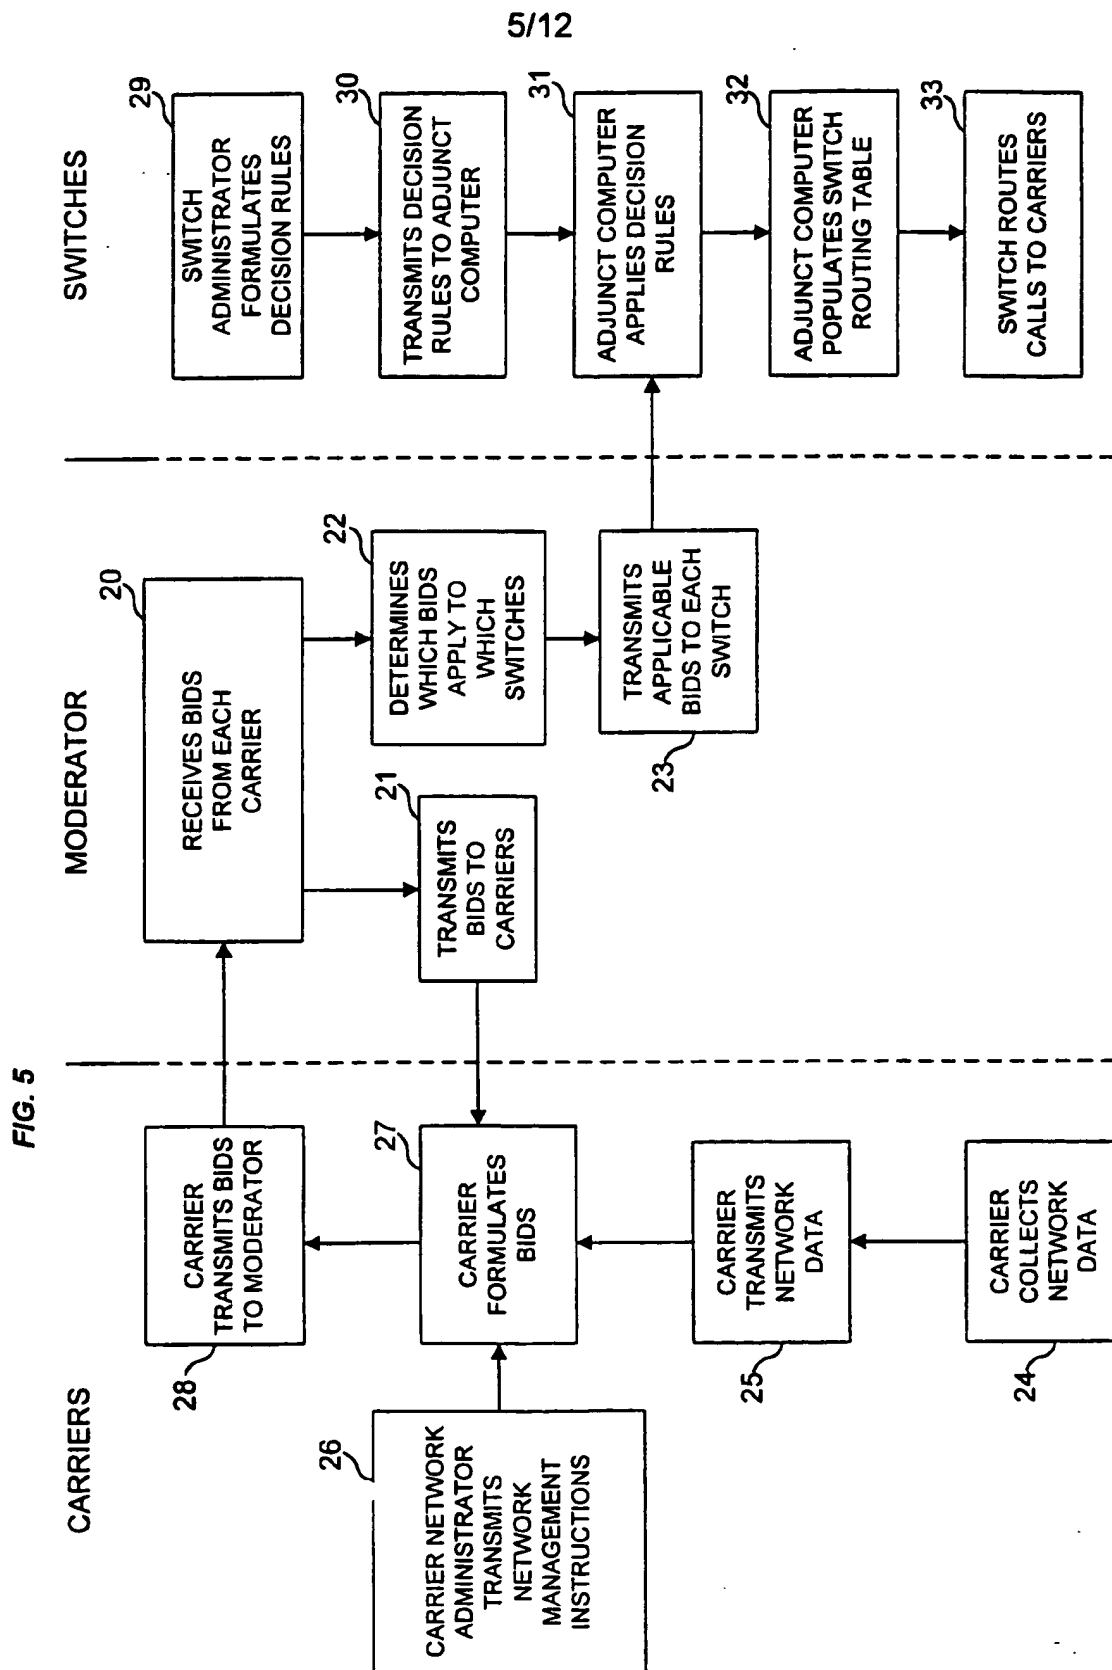 5/12
FIG. 5
CARRIERS
MODERATOR
SWITCHES
28
CARRIER
TRANSMITS BIDS
TO MODERATOR
26
CARRIER NETWORK
ADMINISTRATOR
TRANSMITS
NETWORK
MANAGEMENT
INSTRUCTIONS
27
CARRIER
FORMULATES
BIDS
25
CARRIER
TRANSMITS
NETWORK
DATA
24
CARRIER
COLLECTS
NETWORK
DATA
20
RECEIVES BIDS
FROM EACH
CARRIER
21
TRANSMITS
BIDS TO
CARRIERS
22
DETERMINES
WHICH BIDS
APPLY TO
WHICH
SWITCHES
23
TRANSMITS
APPLICABLE
BIDS TO EACH
SWITCH
29
SWITCH
ADMINISTRATOR
FORMULATES
DECISION RULES
30
TRANSMITS DECISION
RULES TO ADJUNCT
COMPUTER
31
ADJUNCT COMPUTER
APPLIES DECISION
RULES
32
ADJUNCT COMPUTER
POPULATES SWITCH
ROUTING TABLE
33
SWITCH ROUTES
CALLS TO CARRIERS